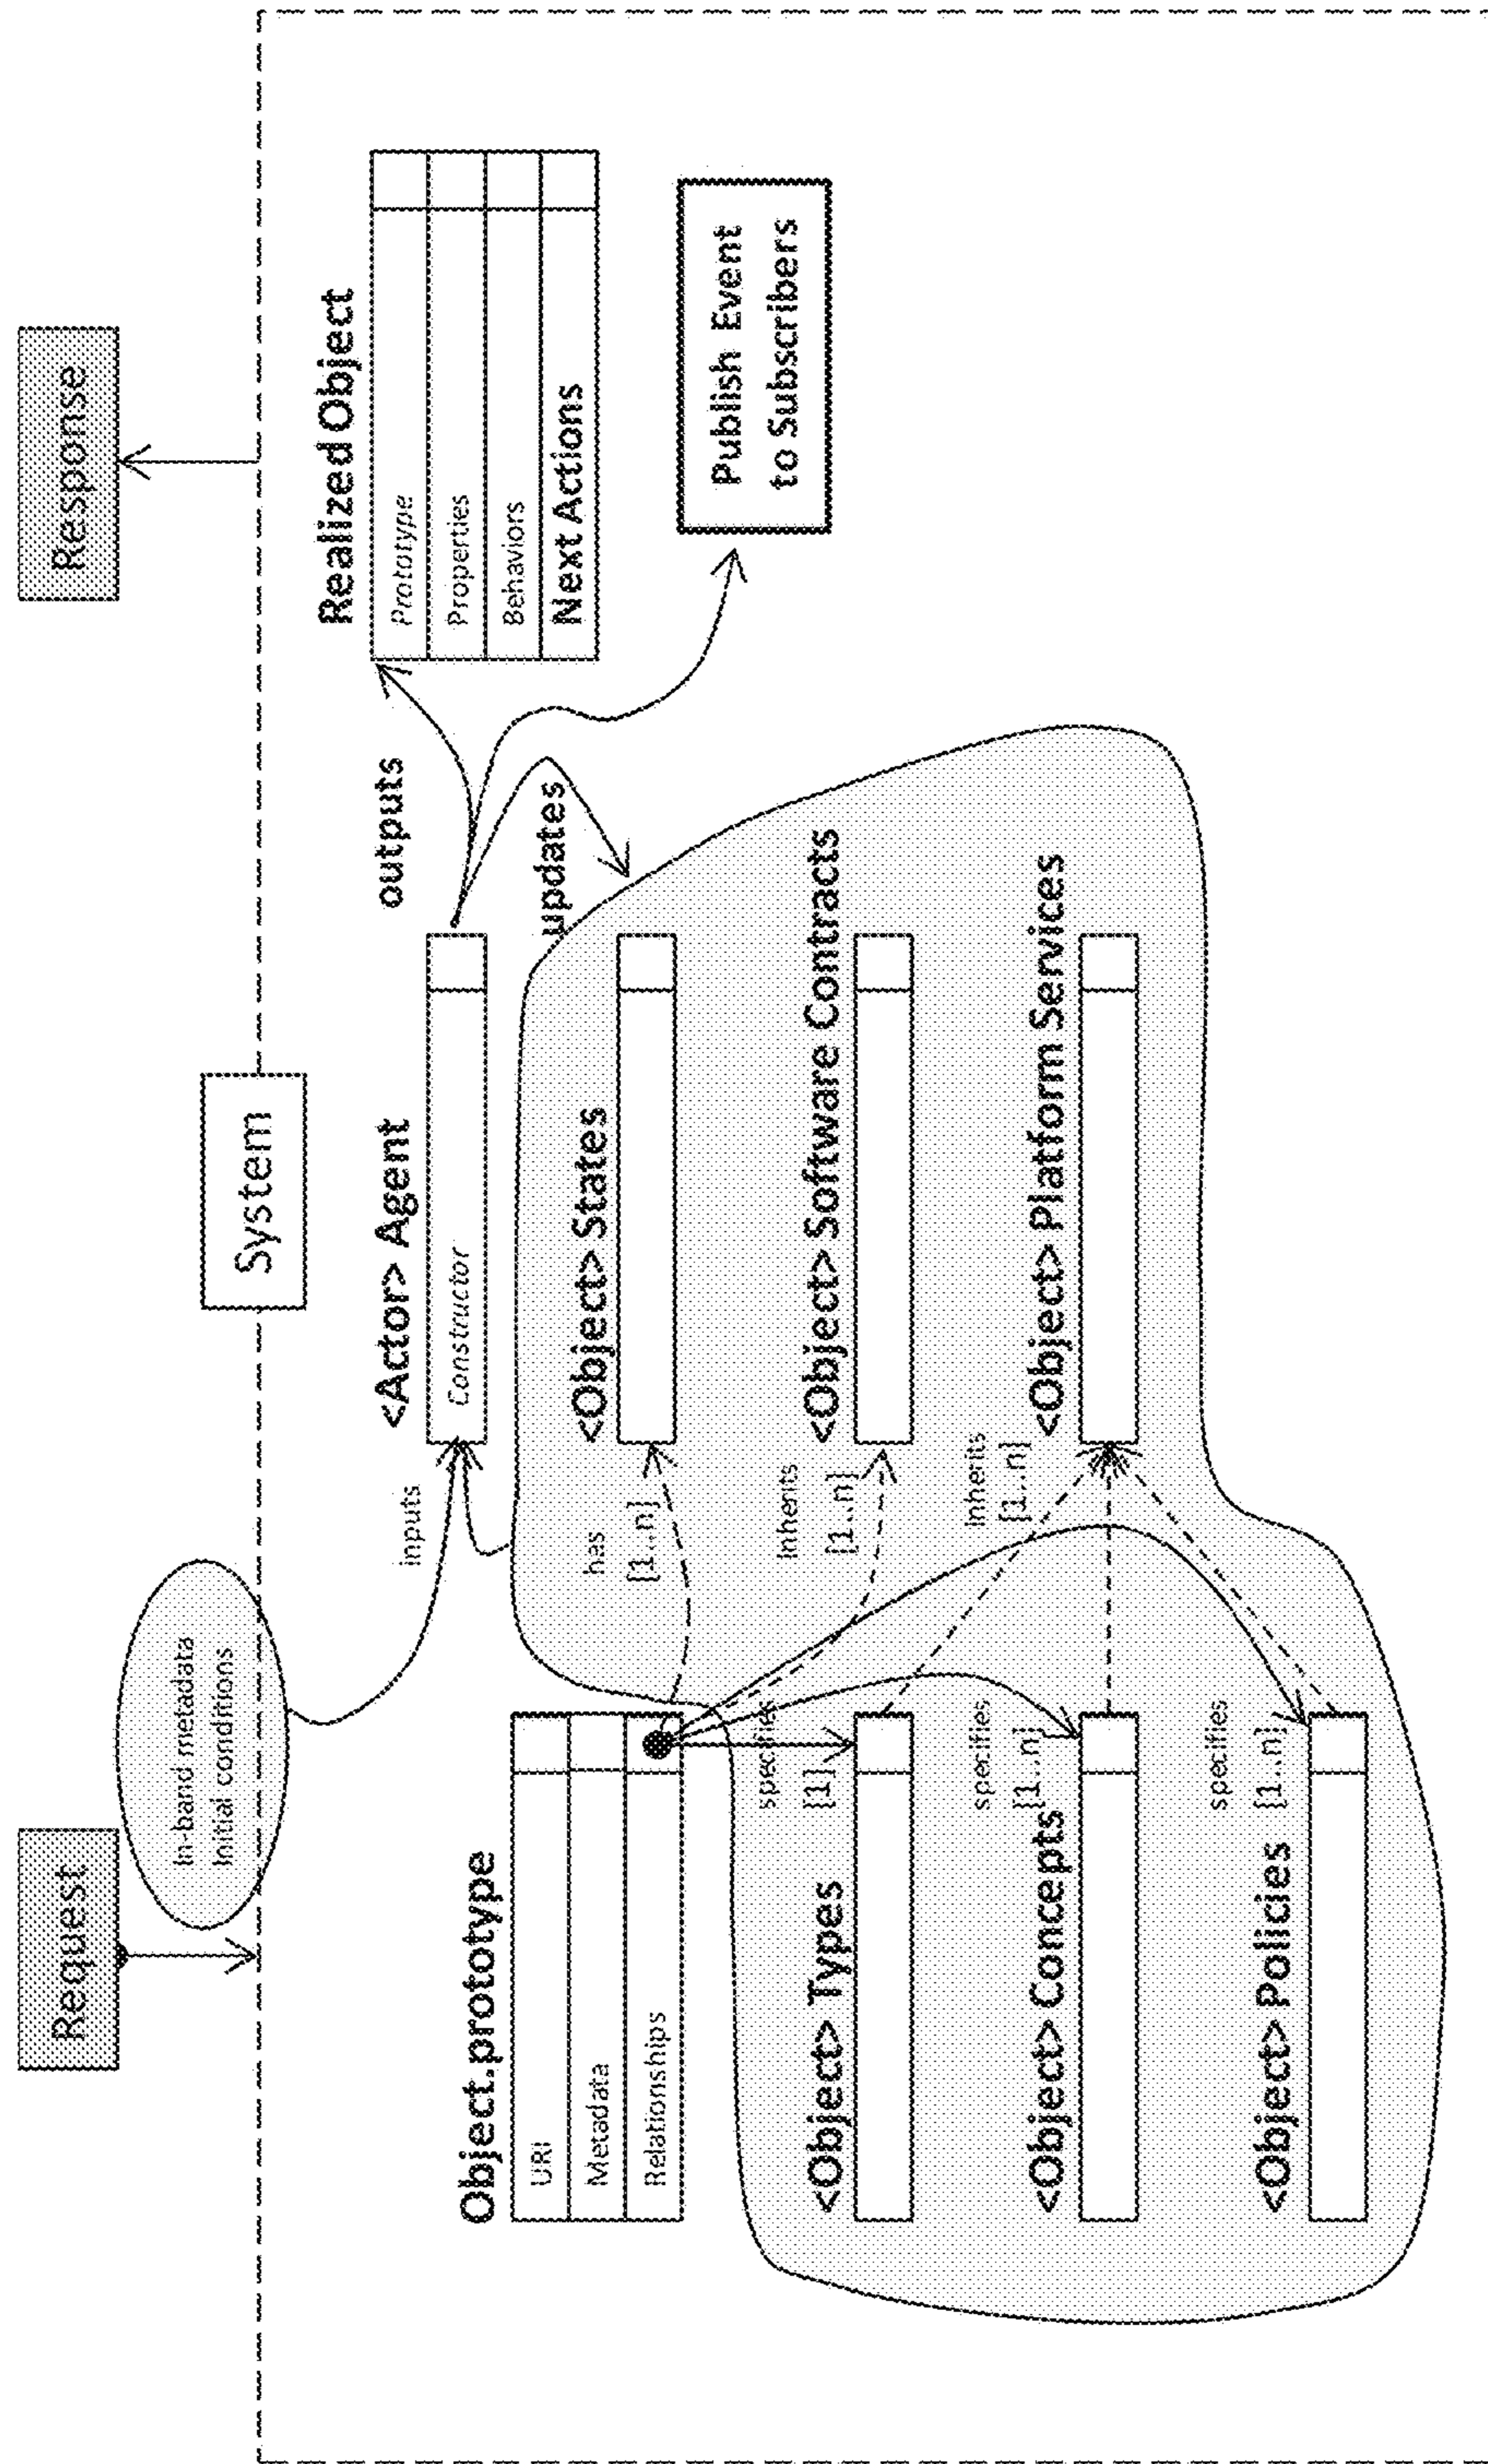 Request
Response
In-band metadata
Initial conditions
System
Object.prototype
URI
Metadata
Relationships
inputs
<Actor> Agent
Constructor
outputs
updates
Realized Object
Prototype
Properties
Behaviors
Next Actions
Publish Event
to Subscribers
has
[1..n]
<Object> States
specifies
[1]
<Object> Types
Inherits
[1..n]
<Object> Software Contracts
specifies
[1..n]
<Object> Concepts
Inherits
[1..n]
<Object> Platform Services
specifies
[1..n]
<Object> Policies